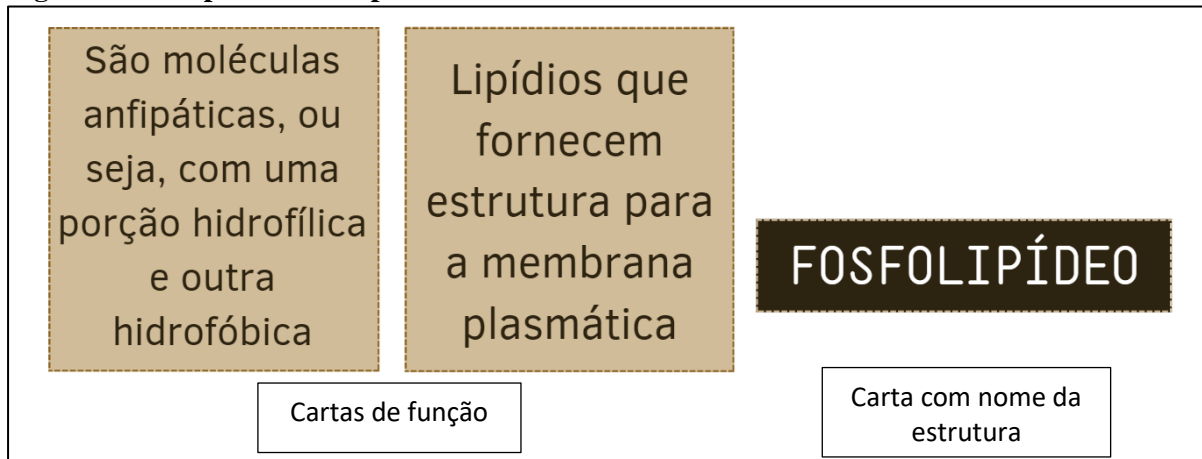 São moléculas
anfipáticas, ou
seja, com uma
porção hidrofílica
e outra
hidrofóbica
Lipídios que
fornecem
estrutura para
a membrana
plasmática
FOSFOLIPÍDEO
Cartas de função
Carta com nome da
estrutura